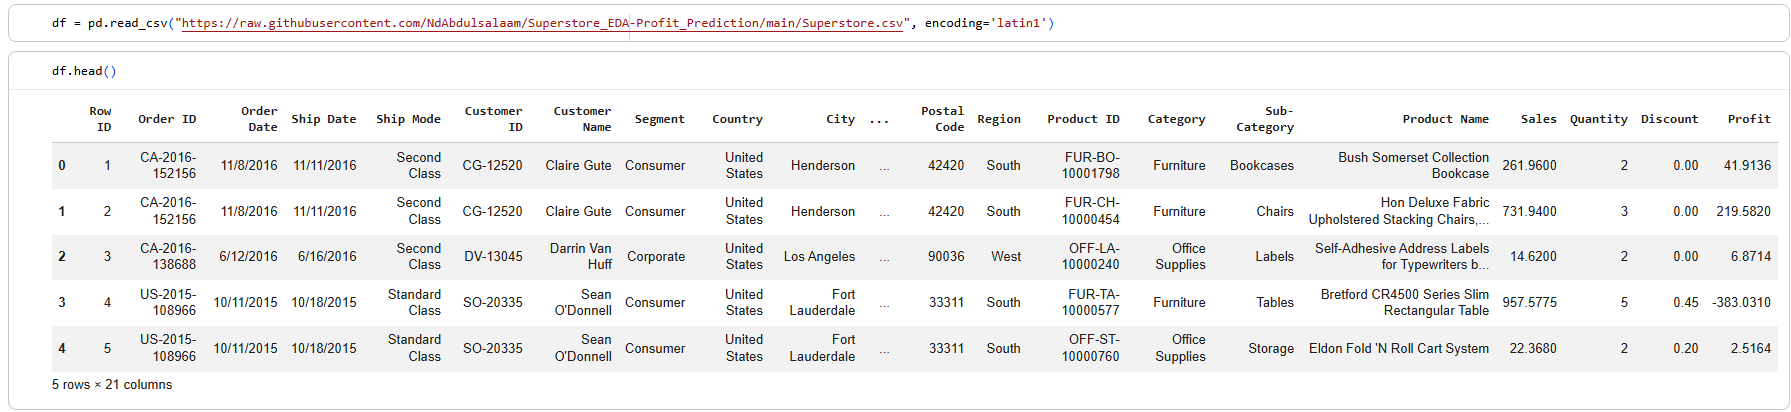 df = pd.read_csv("https://raw.githubusercontent.com/NdAbdulsalaam/Superstore_EDA-Profit_Prediction/main/Superstore.csv", encoding='latin1')
df.head()
Row ID Order ID Order Date Ship Date Ship Mode Customer ID Customer Name Segment Country City ... Postal Code Region Product ID Category Sub-Category Product Name Sales Quantity Discount Profit
0 1 CA-2016-152156 11/8/2016 11/11/2016 Second Class CG-12520 Claire Gute Consumer United States Henderson ... 42420 South FUR-BO-10001798 Furniture Bookcases Bush Somerset Collection Bookcase 261.9600 2 0.00 41.9136
1 2 CA-2016-152156 11/8/2016 11/11/2016 Second Class CG-12520 Claire Gute Consumer United States Henderson ... 42420 South FUR-CH-10000454 Furniture Chairs Hon Deluxe Fabric Upholstered Stacking Chairs,... 731.9400 3 0.00 219.5820
2 3 CA-2016-138688 6/12/2016 6/16/2016 Second Class DV-13045 Darrin Van Huff Corporate United States Los Angeles ... 90036 West OFF-LA-10000240 Office Supplies Labels Self-Adhesive Address Labels for Typewriters b... 14.6200 2 0.00 6.8714
3 4 US-2015-108966 10/11/2015 10/18/2015 Standard Class SO-20335 Sean O'Donnell Consumer United States Fort Lauderdale ... 33311 South FUR-TA-10000577 Furniture Tables Bretford CR4500 Series Slim Rectangular Table 957.5775 5 0.45 -383.0310
4 5 US-2015-108966 10/11/2015 10/18/2015 Standard Class SO-20335 Sean O'Donnell Consumer United States Fort Lauderdale ... 33311 South OFF-ST-10000760 Office Supplies Storage Eldon Fold 'N Roll Cart System 22.3680 2 0.20 2.5164
5 rows × 21 columns